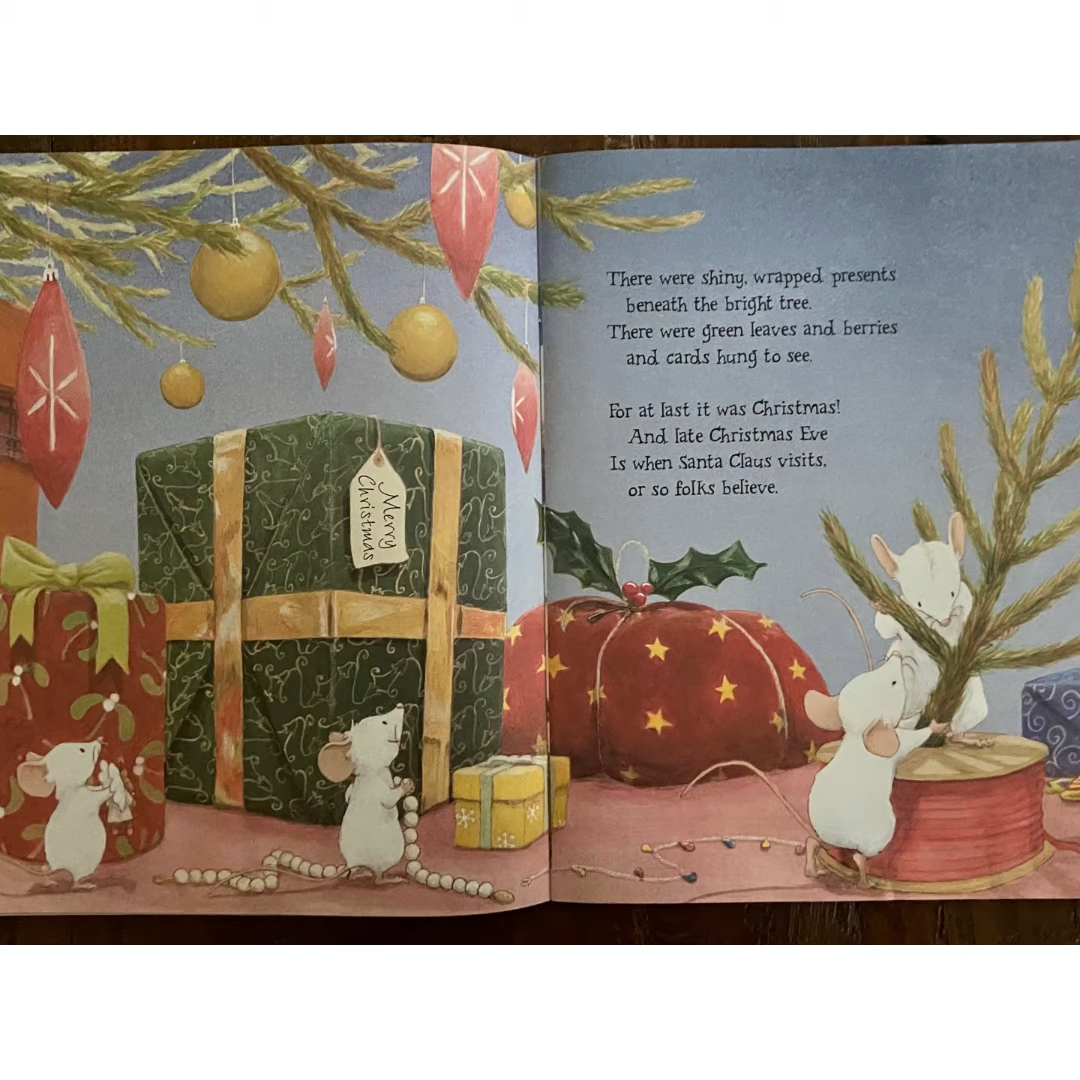 Merry
Christmas
There were shiny, wrapped presents
beneath the bright tree.
There were green leaves and berries
and cards hung to see.
For at last it was Christmas!
And late Christmas Eve
Is when Santa Claus visits,
or so folks believe.